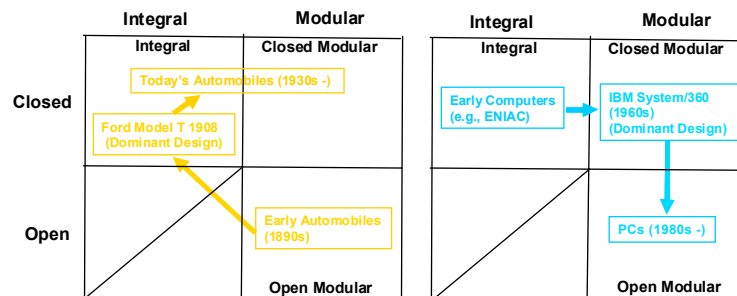 Integral
Modular
Integral
Closed Modular
Today's Automobiles (1930s -)
Closed
Ford Model T 1908
(Dominant Design)
Early Automobiles
(1890s)
Open
Open Modular
Integral
Modular
Integral
Closed Modular
Early Computers
(e.g., ENIAC)
IBM System/360
(1960s)
(Dominant Design)
PCs (1980s -)
Open Modular